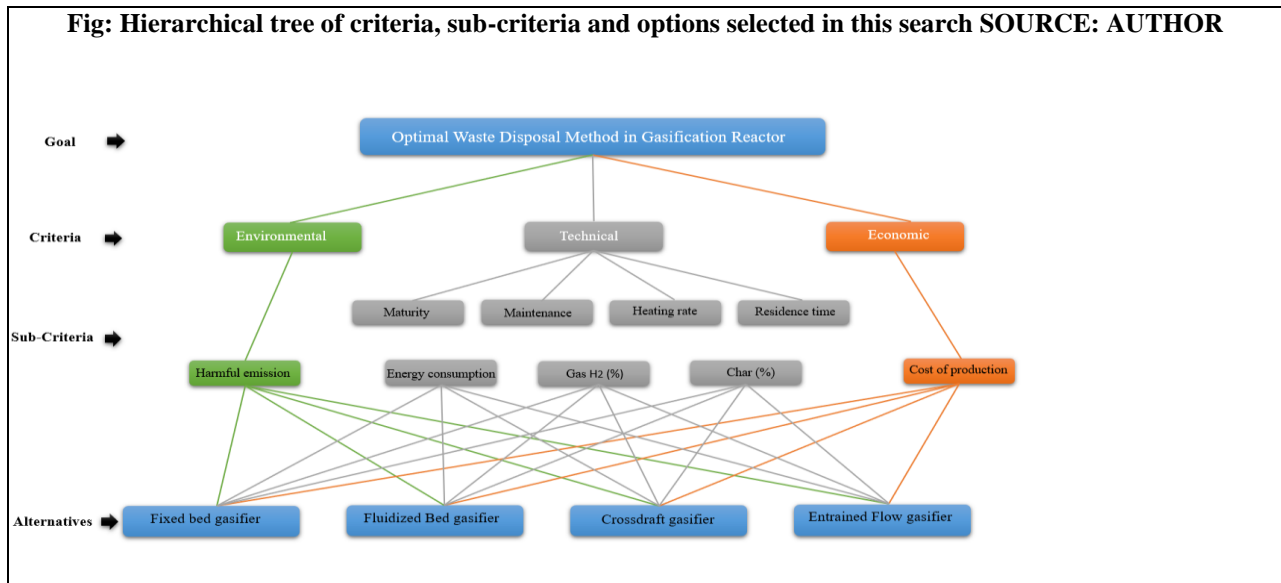 Fig: Hierarchical tree of criteria, sub-criteria and options selected in this search SOURCE: AUTHOR
Goal
Optimal Waste Disposal Method in Gasification Reactor
Criteria
Environmental
Technical
Economic
Maturity
Maintenance
Heating rate
Residence time
Sub-Criteria
Harmful emission
Energy consumption
Gas H2 (%)
Char (%)
Cost of production
Alternatives
Fixed bed gasifier
Fluidized Bed gasifier
Crossdraft gasifier
Entrained Flow gasifier